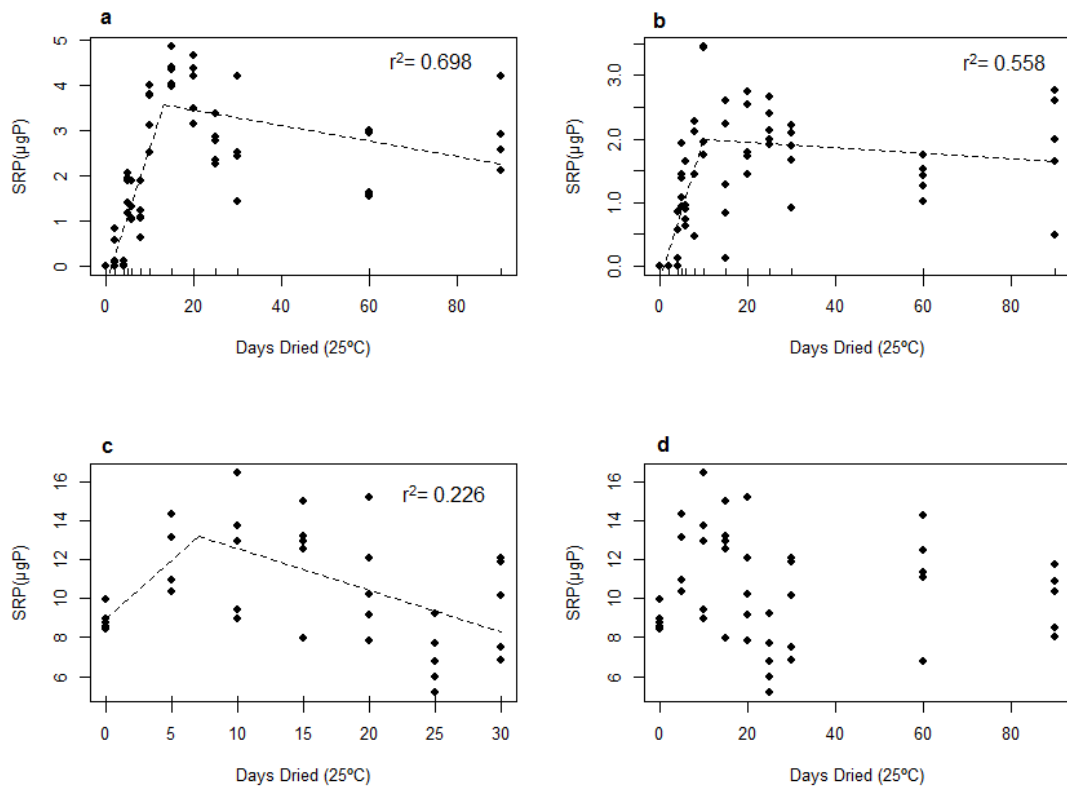 a
r²= 0.698
SRP(µgP)
5
4
3
2
1
0
0 20 40 60 80
Days Dried (25ºC)
b
r²= 0.558
SRP(µgP)
3.0
2.0
1.0
0.0
0 20 40 60 80
Days Dried (25ºC)
c
r²= 0.226
SRP(µgP)
16
14
12
10
8
6
0 5 10 15 20 25 30
Days Dried (25ºC)
d
SRP(µgP)
16
14
12
10
8
6
0 20 40 60 80
Days Dried (25ºC)